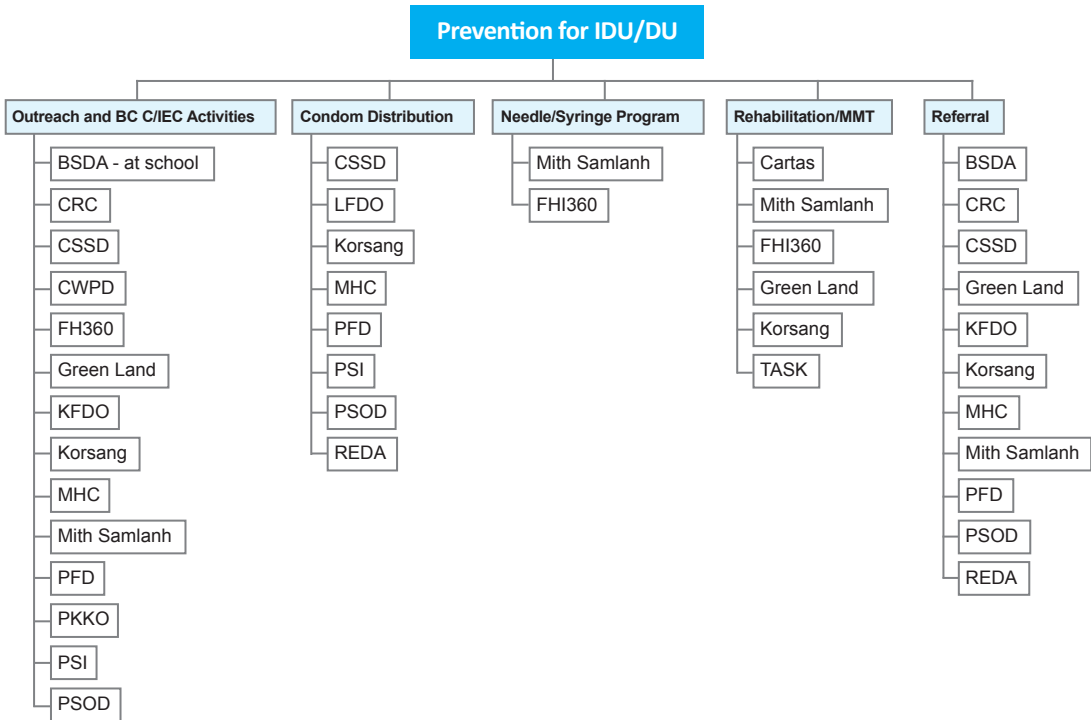 Prevention for IDU/DU
Outreach and BC C/IEC Activities
BSDA - at school
CRC
CSSD
CWPD
FH360
Green Land
KFDO
Korsang
MHC
Mith Samlanh
PFD
PKKO
PSI
PSOD
Condom Distribution
CSSD
LFDO
Korsang
MHC
PFD
PSI
PSOD
REDA
Needle/Syringe Program
Mith Samlanh
FHI360
Rehabilitation/MMT
Cartas
Mith Samlanh
FHI360
Green Land
Korsang
TASK
Referral
BSDA
CRC
CSSD
Green Land
KFDO
Korsang
MHC
Mith Samlanh
PFD
PSOD
REDA